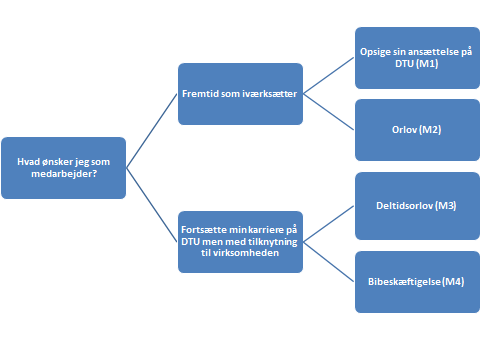 Hvad ønsker jeg som
medarbejder?
Fremtid som iværksætter
Opsige sin ansættelse på
DTU (M1)
Orlov (M2)
Fortsætte min karriere på
DTU men med tilknytning
til virksomheden
Deltidsorlov (M3)
Bibeskæftigelse (M4)